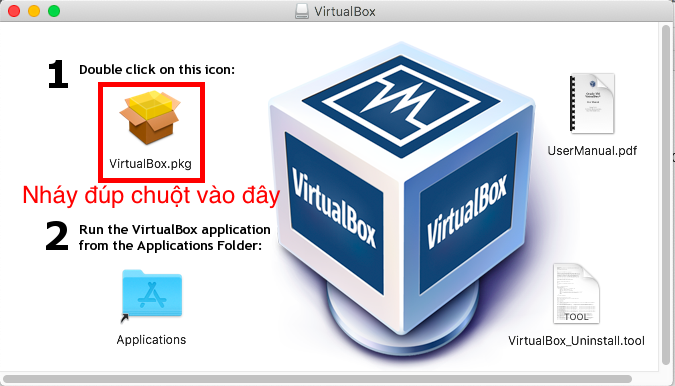 VirtualBox
1
Double click on this icon:
VirtualBox.pkg
Nháy đúp chuột vào đây
2
Run the VirtualBox application
from the Applications Folder:
Applications
VirtualBox
VirtualBox
UserManual.pdf
TOOL
VirtualBox_Uninstall.tool